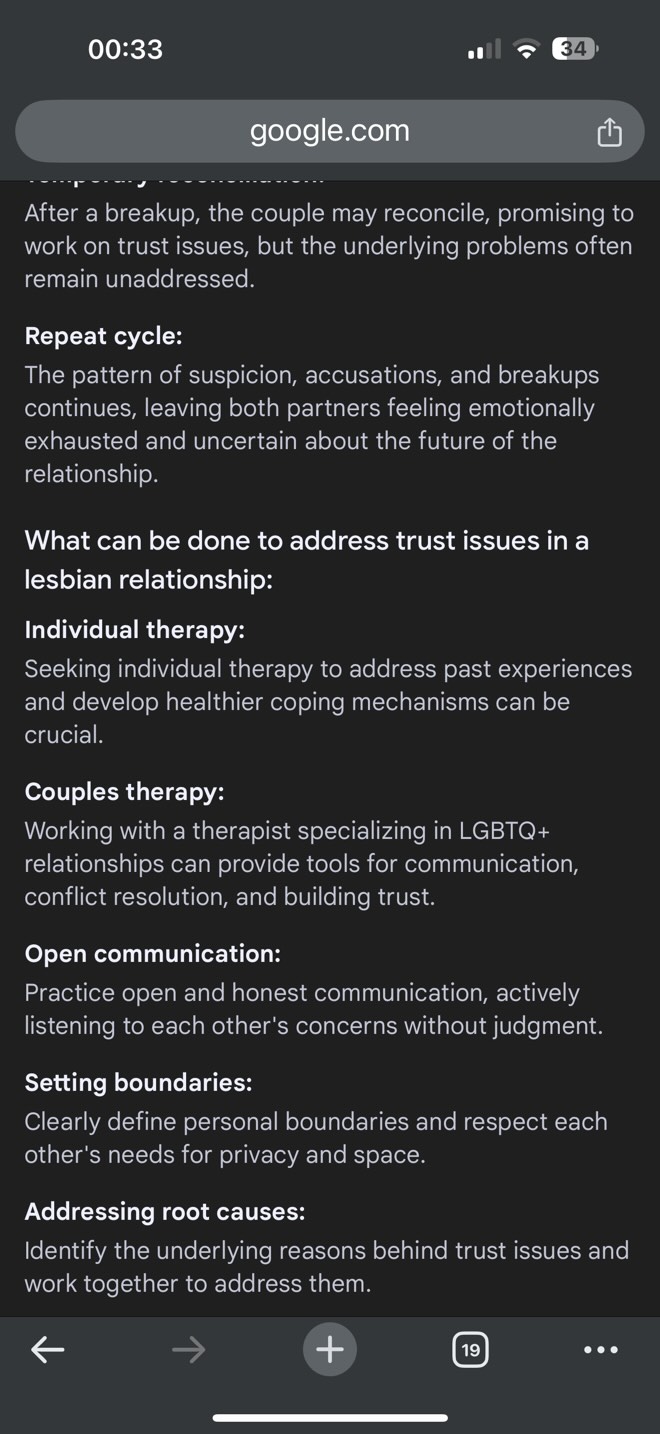 00:33
34
google.com
Temporary reconciliation:
After a breakup, the couple may reconcile, promising to
work on trust issues, but the underlying problems often
remain unaddressed.
Repeat cycle:
The pattern of suspicion, accusations, and breakups
continues, leaving both partners feeling emotionally
exhausted and uncertain about the future of the
relationship.
What can be done to address trust issues in a
lesbian relationship:
Individual therapy:
Seeking individual therapy to address past experiences
and develop healthier coping mechanisms can be
crucial.
Couples therapy:
Working with a therapist specializing in LGBTQ+
relationships can provide tools for communication,
conflict resolution, and building trust.
Open communication:
Practice open and honest communication, actively
listening to each other's concerns without judgment.
Setting boundaries:
Clearly define personal boundaries and respect each
other's needs for privacy and space.
Addressing root causes:
Identify the underlying reasons behind trust issues and
work together to address them.
19